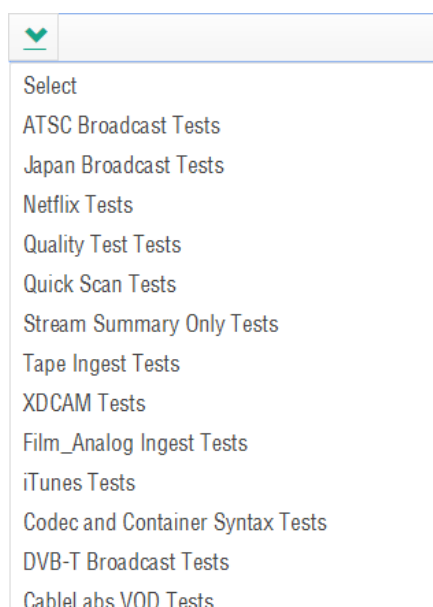 Select
ATSC Broadcast Tests
Japan Broadcast Tests
Netflix Tests
Quality Test Tests
Quick Scan Tests
Stream Summary Only Tests
Tape Ingest Tests
XDCAM Tests
Film_Analog Ingest Tests
iTunes Tests
Codec and Container Syntax Tests
DVB-T Broadcast Tests
CableLabs VOD Tests